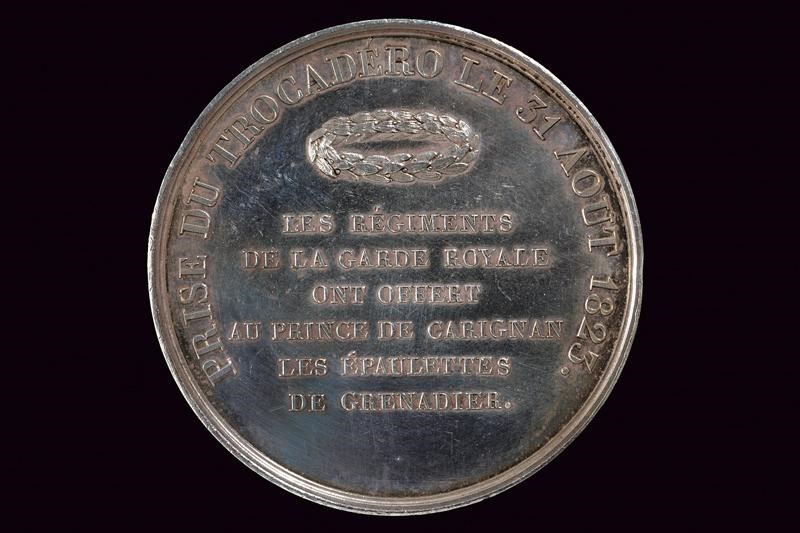 PRISE DU TROCADÉRO LE 31 AOUT 1823.
LES RÉGIMENTS
DE LA GARDE ROYALE
ONT OFFERT
AU PRINCE DE CARIGNAN
LES ÉPAULETTES
DE GRENADIER.